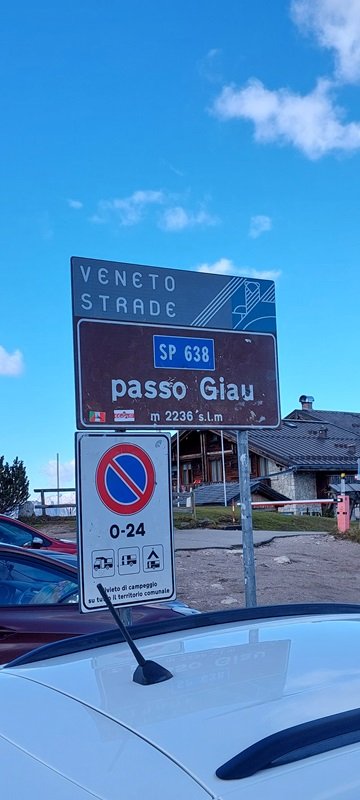 VENETO
STRADE
SP 638
passo Giau
m 2236 s.l.m
0-24
divieto di campeggio
su tutto il territorio comunale